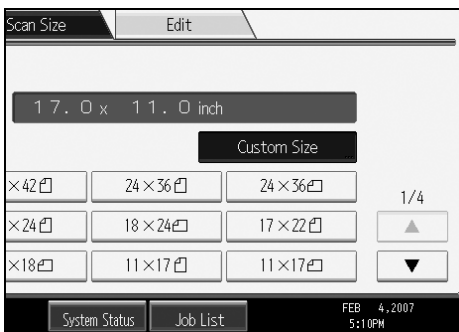 Scan Size Edit
17.0 x 11.0 inch
Custom Size
×42 24×36 24×36
1/4
×24 18×24 17×22
×18 11×17 11×17
System Status Job List FEB 4,2007
5:10PM